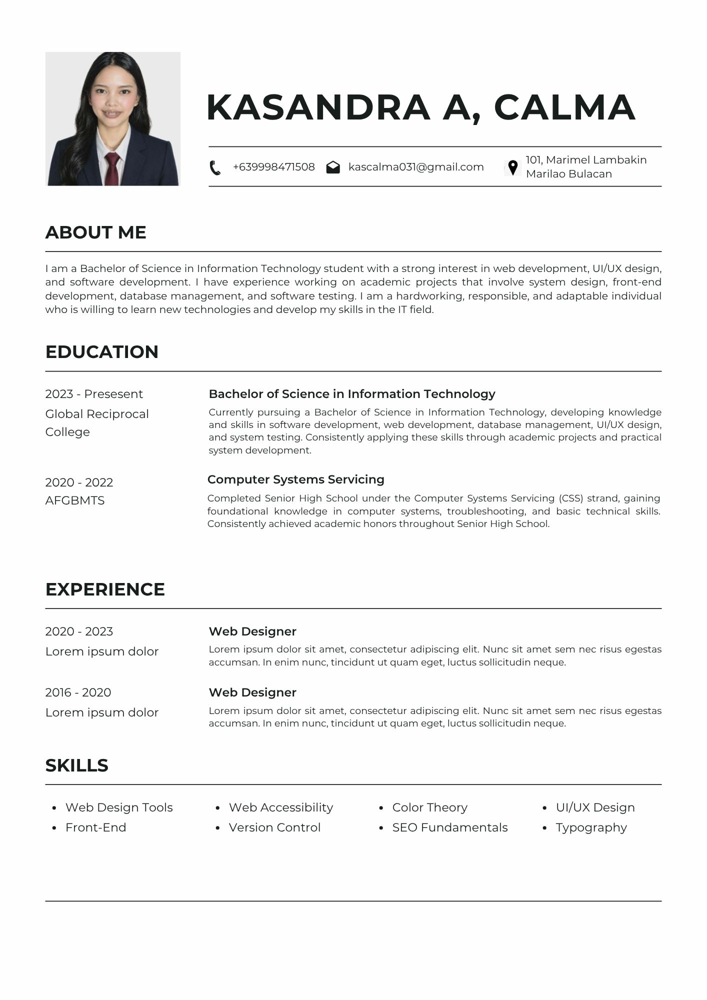 KASANDRA A, CALMA
+639998471508
kascalma031@gmail.com
101, Marimel Lambakin
Marilao Bulacan
ABOUT ME
I am a Bachelor of Science in Information Technology student with a strong interest in web development, UI/UX design,
and software development. I have experience working on academic projects that involve system design, front-end
development, database management, and software testing. I am a hardworking, responsible, and adaptable individual
who is willing to learn new technologies and develop my skills in the IT field.
EDUCATION
2023 - Presesent
Global Reciprocal
College
Bachelor of Science in Information Technology
Currently pursuing a Bachelor of Science in Information Technology, developing knowledge
and skills in software development, web development, database management, UI/UX design,
and system testing. Consistently applying these skills through academic projects and practical
system development.
2020 - 2022
AFGBMTS
Computer Systems Servicing
Completed Senior High School under the Computer Systems Servicing (CSS) strand, gaining
foundational knowledge in computer systems, troubleshooting, and basic technical skills.
Consistently achieved academic honors throughout Senior High School.
EXPERIENCE
2020 - 2023
Lorem ipsum dolor
Web Designer
Lorem ipsum dolor sit amet, consectetur adipiscing elit. Nunc sit amet sem nec risus egestas
accumsan. In enim nunc, tincidunt ut quam eget, luctus sollicitudin neque.
2016 - 2020
Lorem ipsum dolor
Web Designer
Lorem ipsum dolor sit amet, consectetur adipiscing elit. Nunc sit amet sem nec risus egestas
accumsan. In enim nunc, tincidunt ut quam eget, luctus sollicitudin neque.
SKILLS
• Web Design Tools
• Front-End
• Web Accessibility
• Version Control
• Color Theory
• SEO Fundamentals
• UI/UX Design
• Typography